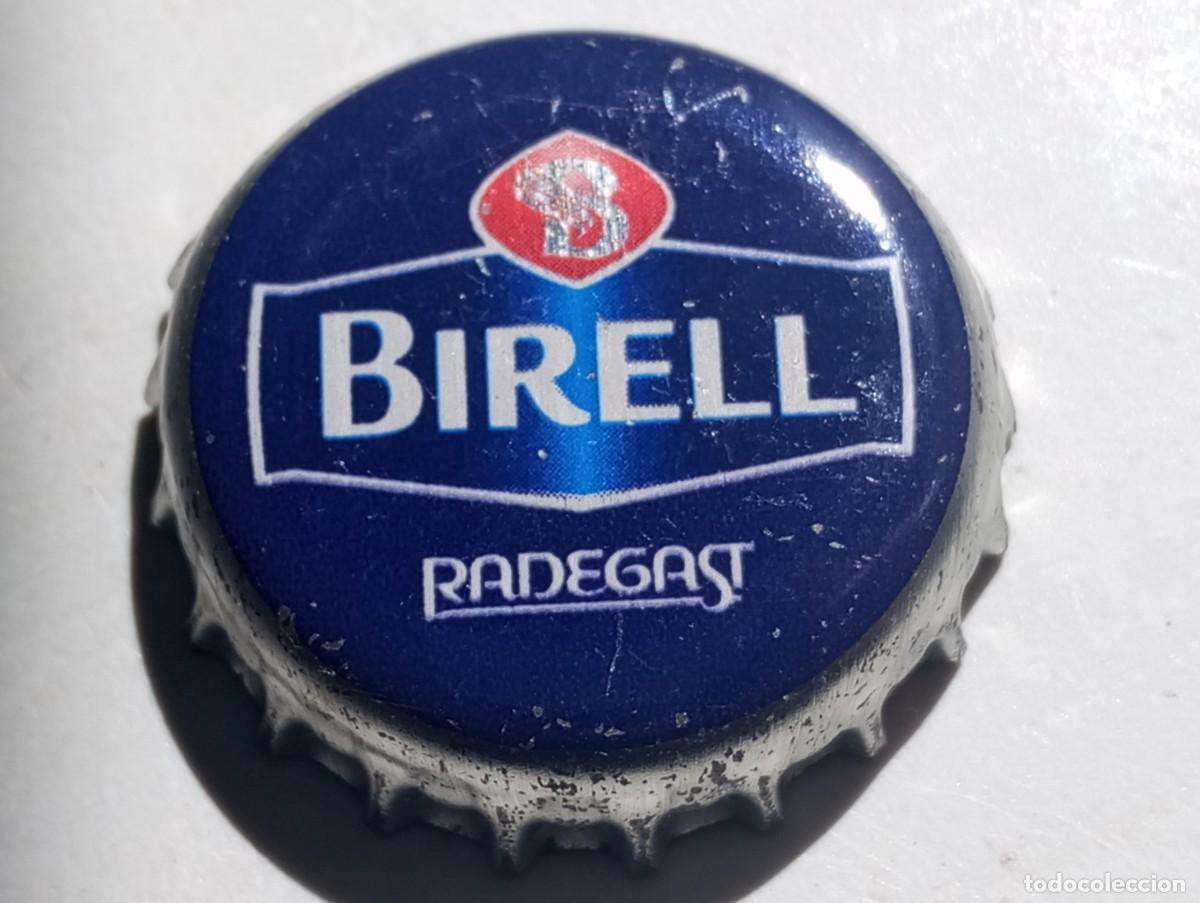 B
BIRELL
RADEGAST
todocoleccion